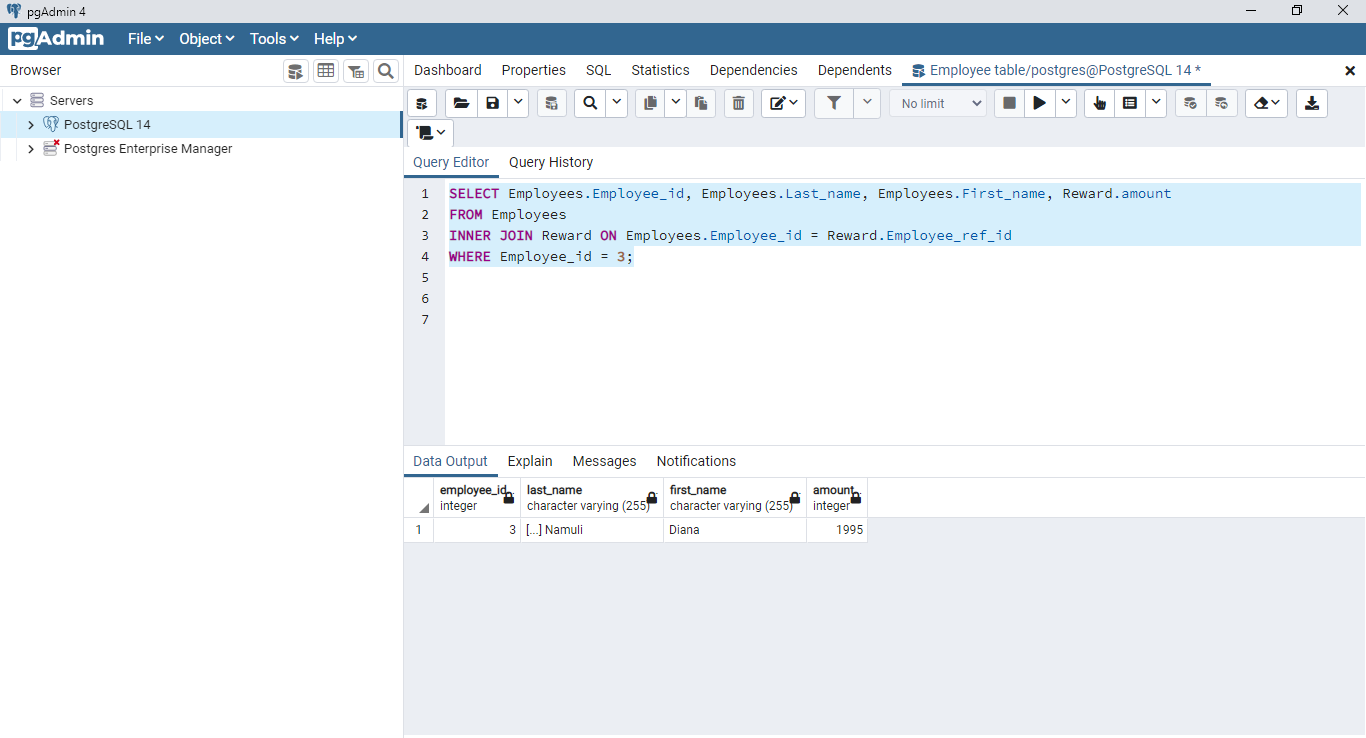 pgAdmin 4
pgAdmin File Object Tools Help
Browser
Dashboard Properties SQL Statistics Dependencies Dependents Employee table/postgres@PostgreSQL 14 *
Servers
PostgreSQL 14
Postgres Enterprise Manager
No limit
Query Editor Query History
1 SELECT Employees.Employee_id, Employees.Last_name, Employees.First_name, Reward.amount
2 FROM Employees
3 INNER JOIN Reward ON Employees.Employee_id = Reward.Employee_ref_id
4 WHERE Employee_id = 3;
5
6
7
Data Output Explain Messages Notifications
employee_id last_name first_name amount
integer character varying (255) character varying (255) integer
1 3 [...] Namuli Diana 1995